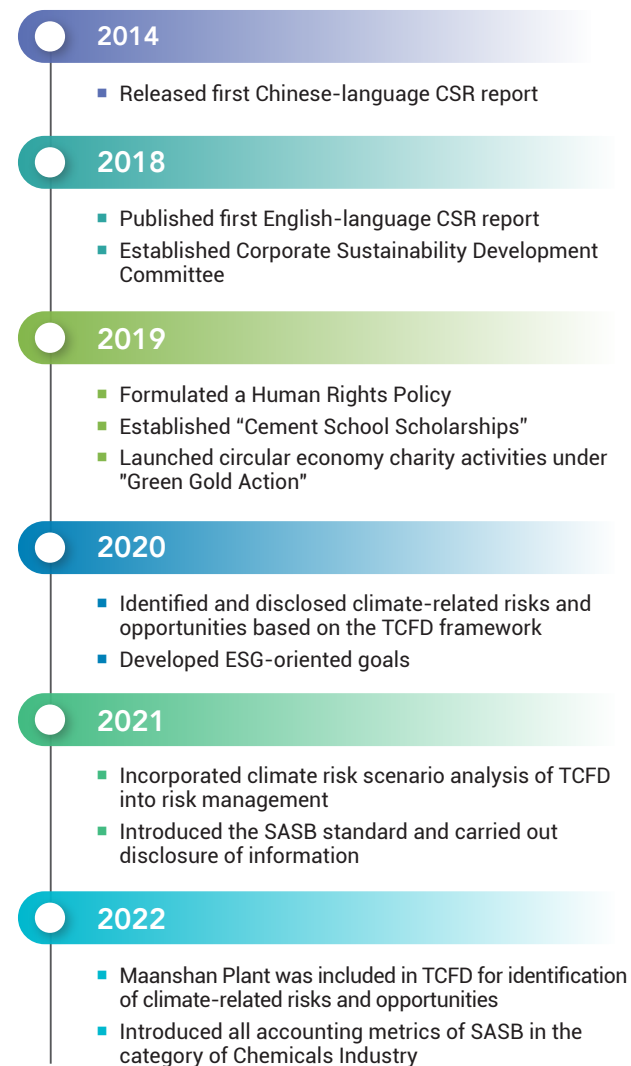 2014
▪ Released first Chinese-language CSR report
2018
▪ Published first English-language CSR report
▪ Established Corporate Sustainability Development
Committee
2019
▪ Formulated a Human Rights Policy
▪ Established “Cement School Scholarships”
▪ Launched circular economy charity activities under
"Green Gold Action"
2020
▪ Identified and disclosed climate-related risks and
opportunities based on the TCFD framework
▪ Developed ESG-oriented goals
2021
▪ Incorporated climate risk scenario analysis of TCFD
into risk management
▪ Introduced the SASB standard and carried out
disclosure of information
2022
▪ Maanshan Plant was included in TCFD for identification
of climate-related risks and opportunities
▪ Introduced all accounting metrics of SASB in the
category of Chemicals Industry